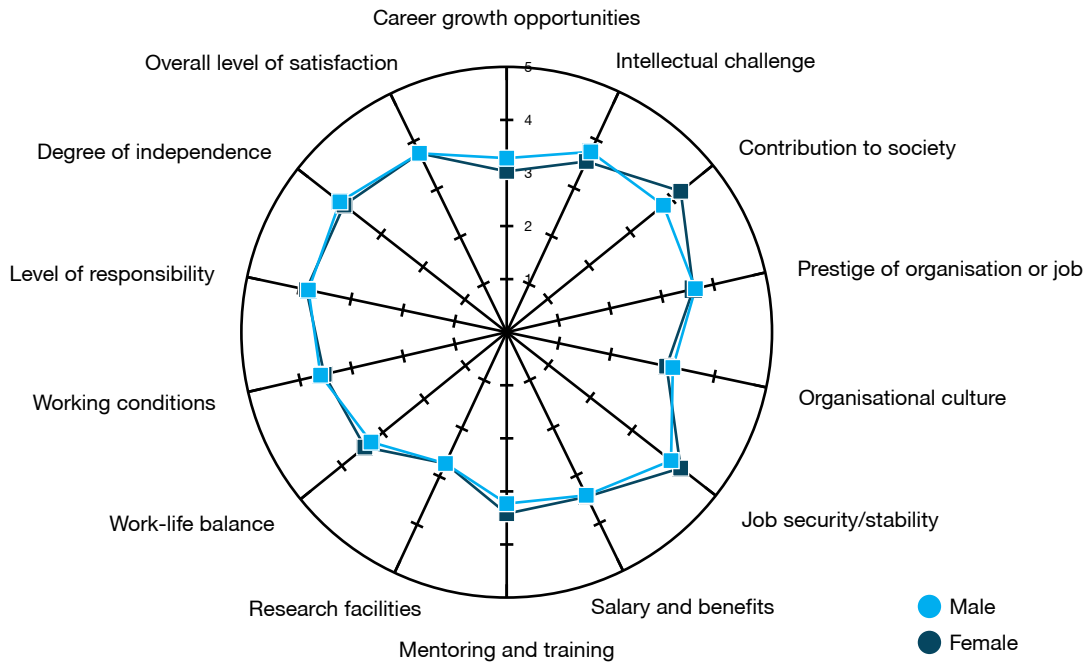 Career growth opportunities
Overall level of satisfaction
Intellectual challenge
5
4
3
2
1
Degree of independence
Contribution to society
Level of responsibility
Prestige of organisation or job
Working conditions
Organisational culture
Work-life balance
Job security/stability
Research facilities
Salary and benefits
Mentoring and training
Male
Female